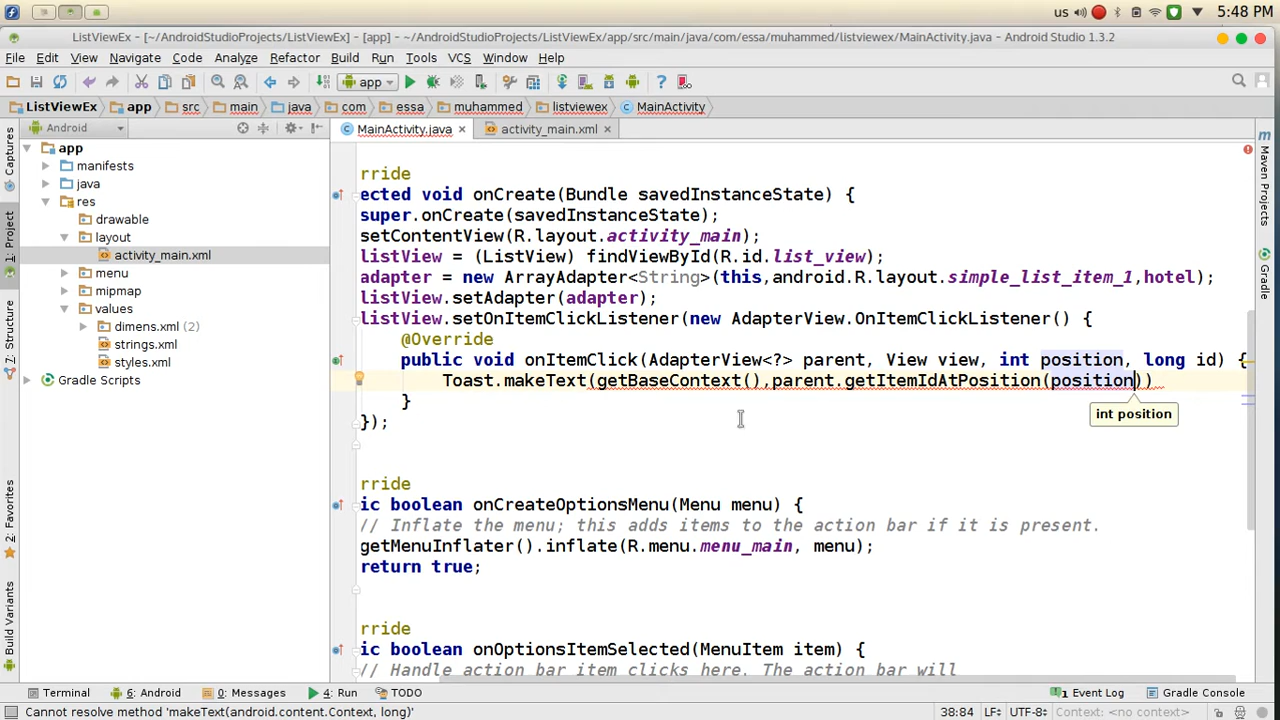 us 5:48 PM
ListViewEx - [~/AndroidStudioProjects/ListViewEx] - [app] - ~/AndroidStudioProjects/ListViewEx/app/src/main/java/com/essa/muhammed/listviewex/MainActivity.java - Android Studio 1.3.2
File Edit View Navigate Code Analyze Refactor Build Run Tools VCS Window Help
app
ListViewEx app src main java com essa muhammed listviewex MainActivity
Android MainActivity.java × activity_main.xml ×
Captures
1: Project
7: Structure
2: Favorites
Build Variants
app
manifests
java
res
drawable
layout
activity_main.xml
menu
mipmap
values
dimens.xml (2)
strings.xml
styles.xml
Gradle Scripts
rride
ected void onCreate(Bundle savedInstanceState) {
super.onCreate(savedInstanceState);
setContentView(R.layout.activity_main);
listView = (ListView) findViewById(R.id.list_view);
adapter = new ArrayAdapter<String>(this,android.R.layout.simple_list_item_1,hotel);
listView.setAdapter(adapter);
listView.setOnItemClickListener(new AdapterView.OnItemClickListener() {
@Override
public void onItemClick(AdapterView<?> parent, View view, int position, long id) {
Toast.makeText(getBaseContext(),parent.getItemIdAtPosition(position))
}
int position
});
rride
ic boolean onCreateOptionsMenu(Menu menu) {
// Inflate the menu; this adds items to the action bar if it is present.
getMenuInflater().inflate(R.menu.menu_main, menu);
return true;
rride
ic boolean onOptionsItemSelected(MenuItem item) {
// Handle action bar item clicks here. The action bar will
m Maven Projects
Gradle
Terminal 6: Android 0: Messages 4: Run TODO 1 Event Log Gradle Console
Cannot resolve method 'makeText(android.content.Context, long)' 38:84 LF UTF-8 Context: <no context>